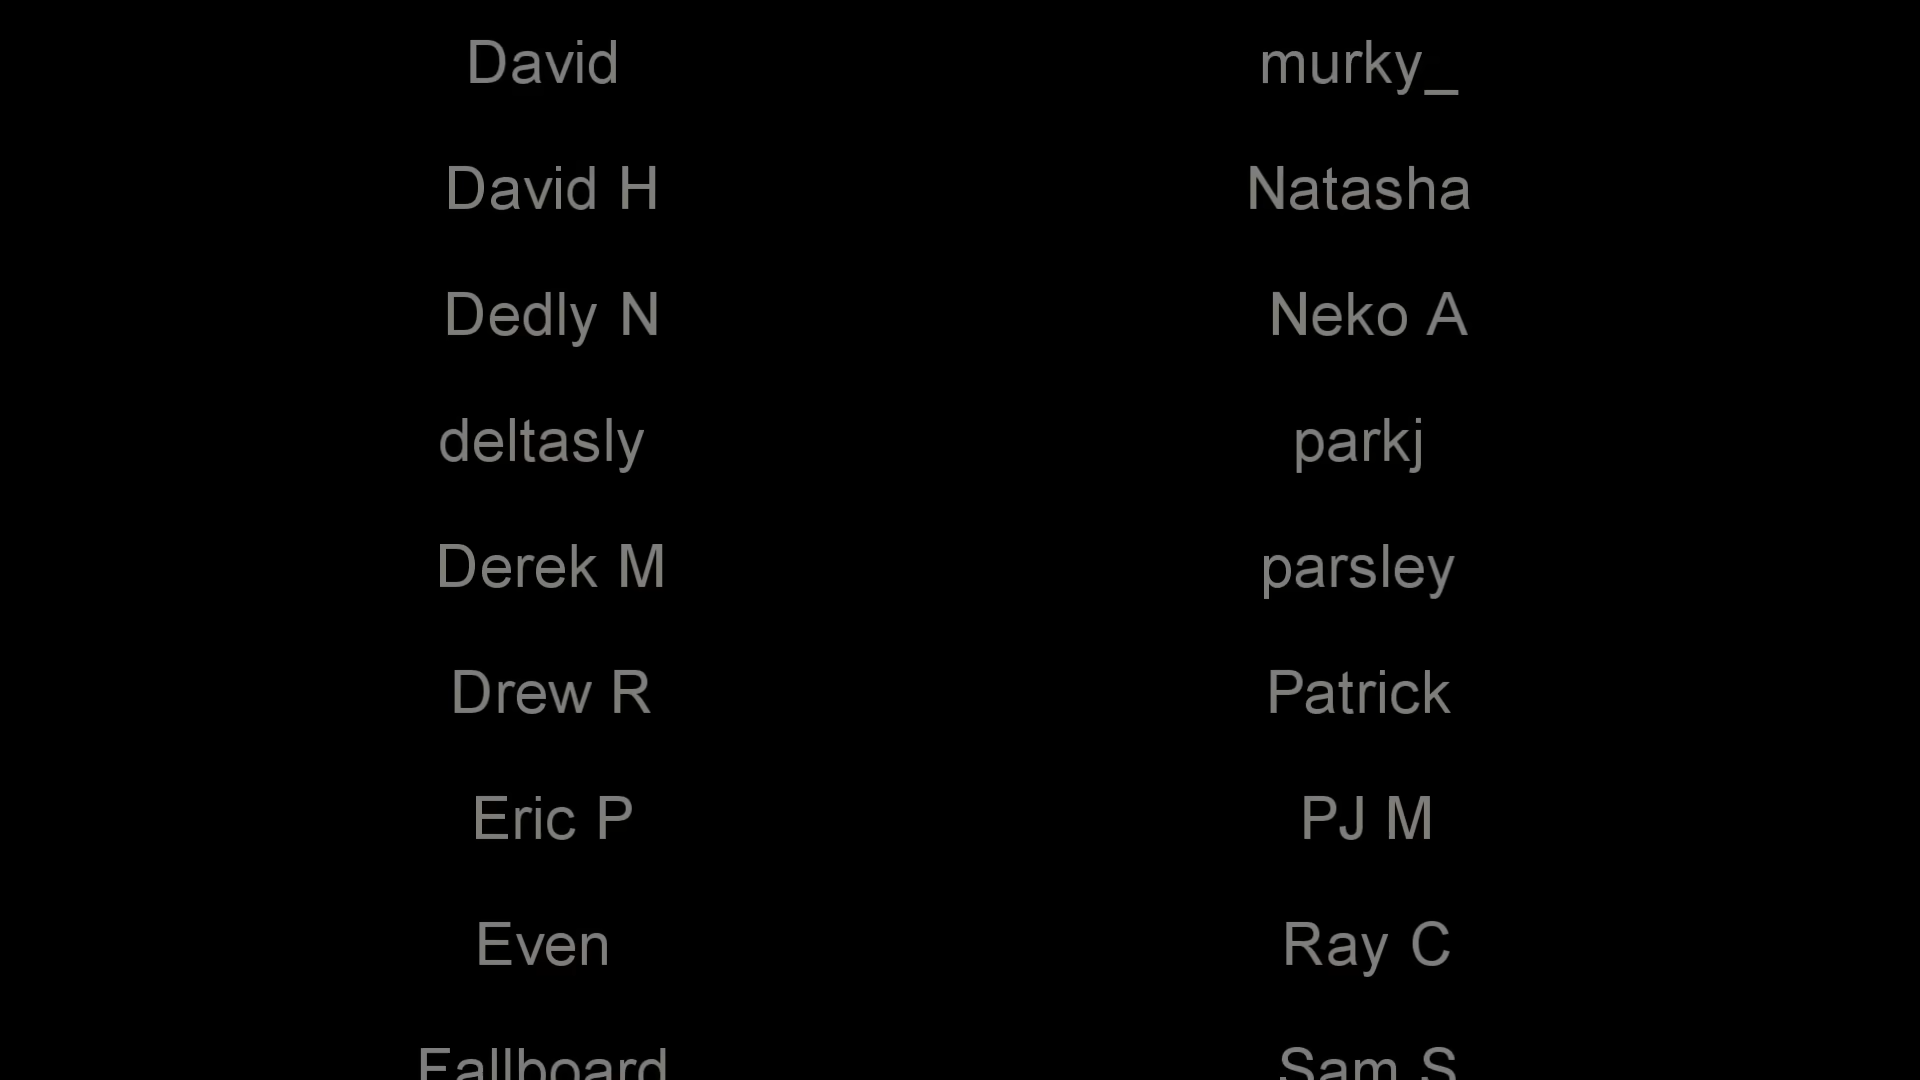 David
David H
Dedly N
deltasly
Derek M
Drew R
Eric P
Even
Fallboard
murky_
Natasha
Neko A
parkj
parsley
Patrick
PJ M
Ray C
Sam S